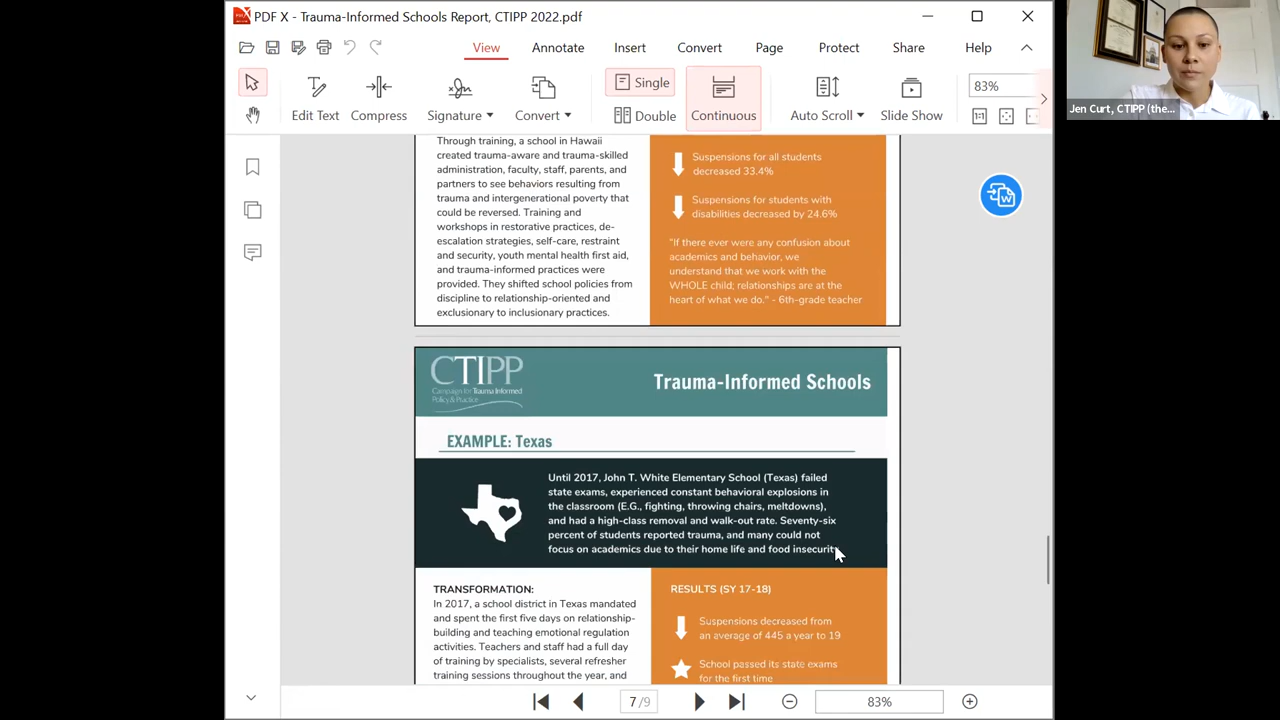 PDF X - Trauma-Informed Schools Report, CTIPP 2022.pdf
View
Annotate
Insert
Convert
Page
Protect
Share
Help
Edit Text
Compress
Signature
Convert
Single
Double
Continuous
Auto Scroll
Slide Show
83%
1:1
Jen Curt, CTIPP (the...
W
Through training, a school in Hawaii
created trauma-aware and trauma-skilled
administration, faculty, staff, parents, and
partners to see behaviors resulting from
trauma and intergenerational poverty that
could be reversed. Training and
workshops in restorative practices, de-
escalation strategies, self-care, restraint
and security, youth mental health first aid,
and trauma-informed practices were
provided. They shifted school policies from
discipline to relationship-oriented and
exclusionary to inclusionary practices.
Suspensions for all students
decreased 33.4%
Suspensions for students with
disabilities decreased by 24.6%
"If there ever were any confusion about
academics and behavior, we
understand that we work with the
WHOLE child; relationships are at the
heart of what we do." - 6th-grade teacher
CTIPP
Campaign for Trauma Informed
Policy & Practice
Trauma-Informed Schools
EXAMPLE: Texas
Until 2017, John T. White Elementary School (Texas) failed
state exams, experienced constant behavioral explosions in
the classroom (E.G., fighting, throwing chairs, meltdowns),
and had a high-class removal and walk-out rate. Seventy-six
percent of students reported trauma, and many could not
focus on academics due to their home life and food insecurity
TRANSFORMATION:
In 2017, a school district in Texas mandated
and spent the first five days on relationship-
building and teaching emotional regulation
activities. Teachers and staff had a full day
of training by specialists, several refresher
training sessions throughout the year, and
RESULTS (SY 17-18)
Suspensions decreased from
an average of 445 a year to 19
School passed its state exams
for the first time
7 /9
83%